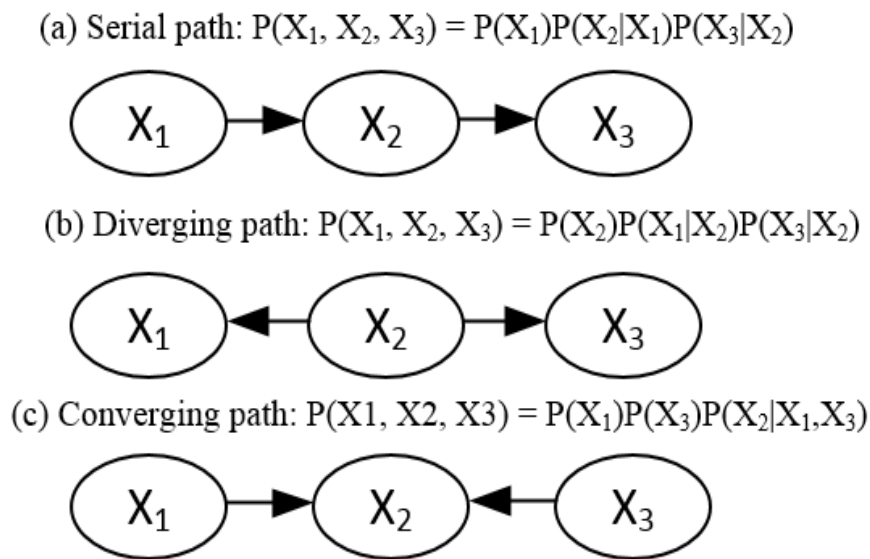 (a) Serial path: P(X₁, X₂, X₃) = P(X₁)P(X₂|X₁)P(X₃|X₂)
X₁ X₂ X₃
(b) Diverging path: P(X₁, X₂, X₃) = P(X₂)P(X₁|X₂)P(X₃|X₂)
X₁ X₂ X₃
(c) Converging path: P(X1, X2, X3) = P(X₁)P(X₃)P(X₂|X₁,X₃)
X₁ X₂ X₃